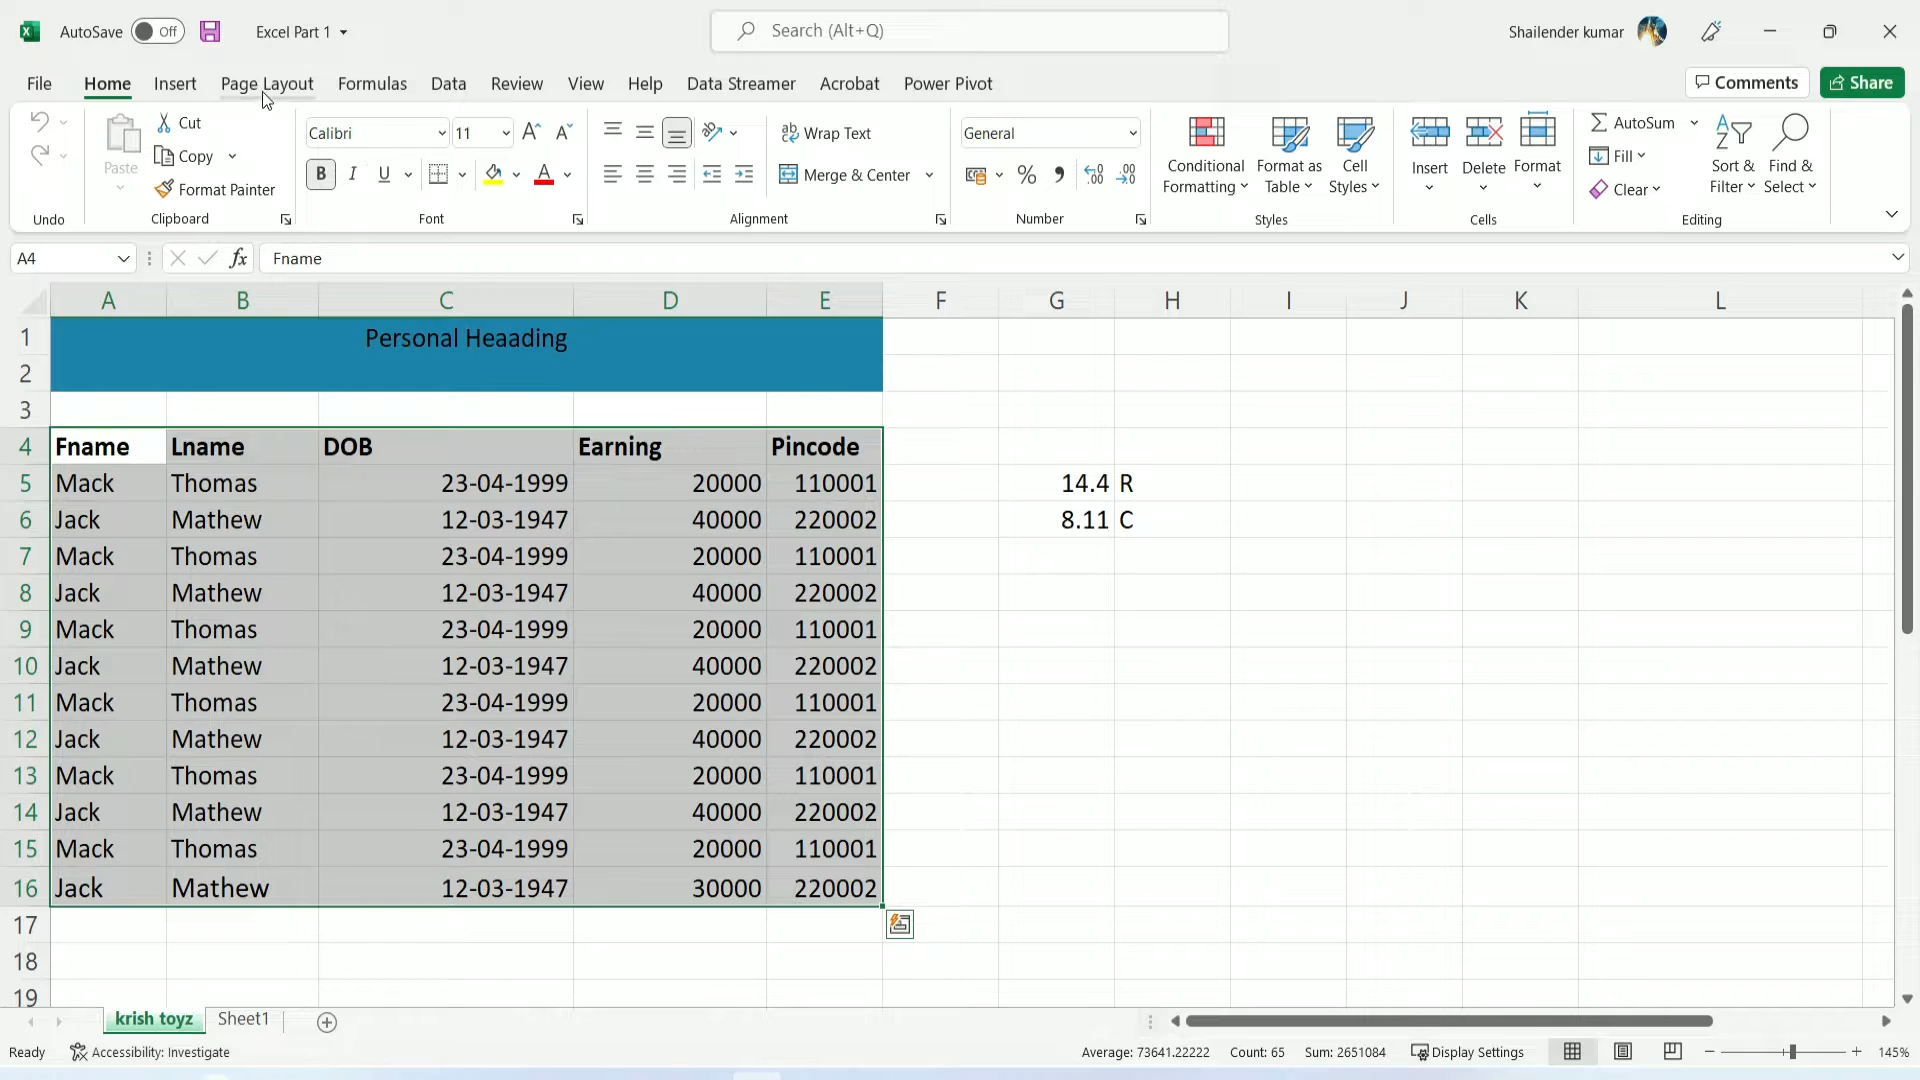 AutoSave Off Excel Part 1 Search (Alt+Q) Shailender kumar
File Home Insert Page Layout Formulas Data Review View Help Data Streamer Acrobat Power Pivot Comments Share
Paste Cut Copy Format Painter
Calibri 11
B I U
Wrap Text
Merge & Center
General
Conditional Formatting Format as Table Cell Styles
Insert Delete Format
AutoSum Fill Clear
Sort & Filter Find & Select
Undo Clipboard Font Alignment Number Styles Cells Editing
A4 fx Fname
A B C D E F G H I J K L
1 Personal Heaading
2
3
4 Fname Lname DOB Earning Pincode
5 Mack Thomas 23-04-1999 20000 110001 14.4 R
6 Jack Mathew 12-03-1947 40000 220002 8.11 C
7 Mack Thomas 23-04-1999 20000 110001
8 Jack Mathew 12-03-1947 40000 220002
9 Mack Thomas 23-04-1999 20000 110001
10 Jack Mathew 12-03-1947 40000 220002
11 Mack Thomas 23-04-1999 20000 110001
12 Jack Mathew 12-03-1947 40000 220002
13 Mack Thomas 23-04-1999 20000 110001
14 Jack Mathew 12-03-1947 40000 220002
15 Mack Thomas 23-04-1999 20000 110001
16 Jack Mathew 12-03-1947 30000 220002
17
18
19
krish toyz Sheet1
Ready Accessibility: Investigate Average: 73641.22222 Count: 65 Sum: 2651084 Display Settings 145%